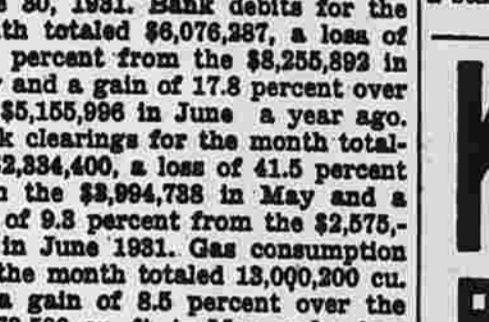 30, 1931. Bank debits for the
totaled $6,076,287, a loss of
percent from the $8,255,892 in
and a gain of 17.8 percent over
$5,155,996 in June a year ago.
clearings for the month total-
2,334,400, a loss of 41.5 percent
the $3,994,738 in May and a
of 9.3 percent from the $2,575,-
in June 1931. Gas consumption
the month totaled 13,000,200 cu.
a gain of 8.5 percent over the